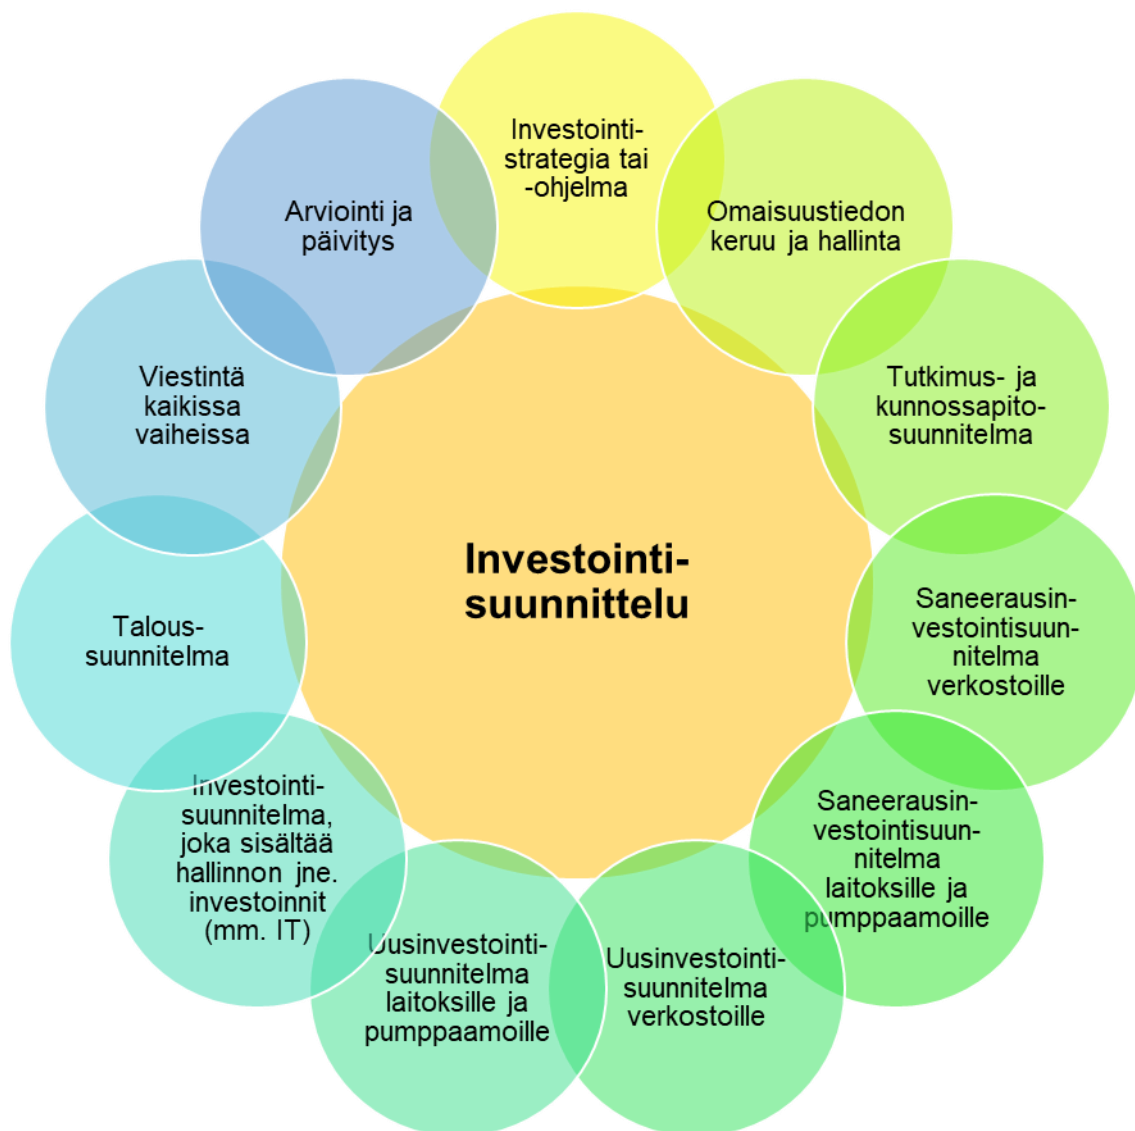 Investointi-
strategia tai
-ohjelma
Omaisuustiedon
keruu ja hallinta
Tutkimus- ja
kunnossapito-
suunnitelma
Saneerausin-
vestointisuun-
nitelma
verkostoille
Saneerausin-
vestointisuun-
nitelma
laitoksille ja
pumppaamoille
Uusinvestointi-
suunnitelma
verkostoille
Uusinvestointi-
suunnitelma
laitoksille ja
pumppaamoille
Investointi-
suunnitelma,
joka sisältää
hallinnon jne.
investoinnit
(mm. IT)
Talous-
suunnitelma
Viestintä
kaikissa
vaiheissa
Arviointi ja
päivitys
Investointi-
suunnittelu